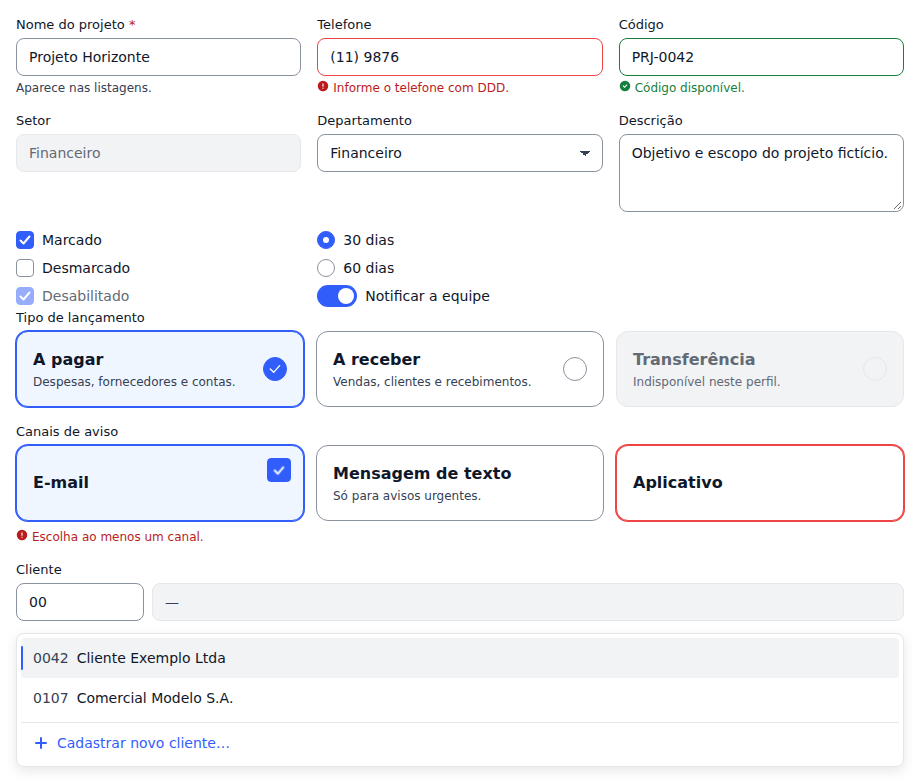 Nome do projeto *
Telefone
Código
Projeto Horizonte
(11) 9876
PRJ-0042
Aparece nas listagens.
Informe o telefone com DDD.
Código disponível.
Setor
Departamento
Descrição
Financeiro
Financeiro
Objetivo e escopo do projeto fictício.
Marcado
30 dias
Desmarcado
60 dias
Desabilitado
Notificar a equipe
Tipo de lançamento
A pagar
Despesas, fornecedores e contas.
A receber
Vendas, clientes e recebimentos.
Transferência
Indisponível neste perfil.
Canais de aviso
E-mail
Mensagem de texto
Só para avisos urgentes.
Aplicativo
Escolha ao menos um canal.
Cliente
00
—
0042 Cliente Exemplo Ltda
0107 Comercial Modelo S.A.
+ Cadastrar novo cliente...